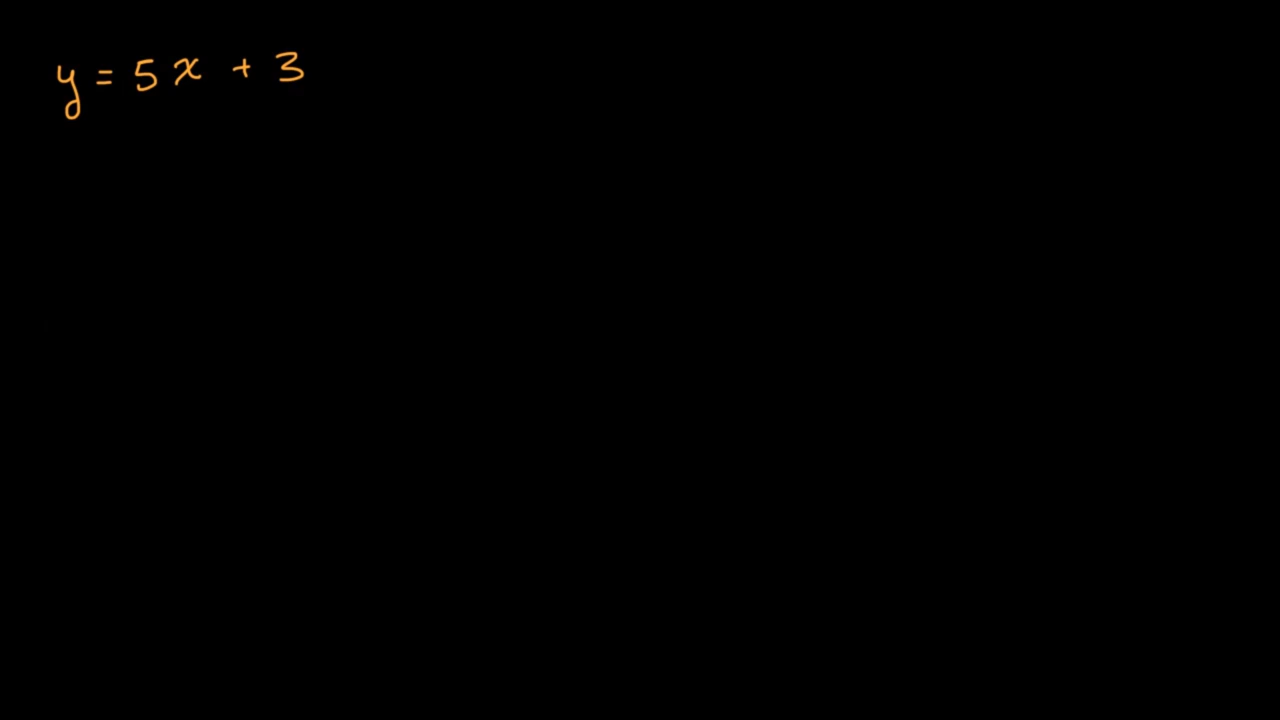 y = 5x + 3